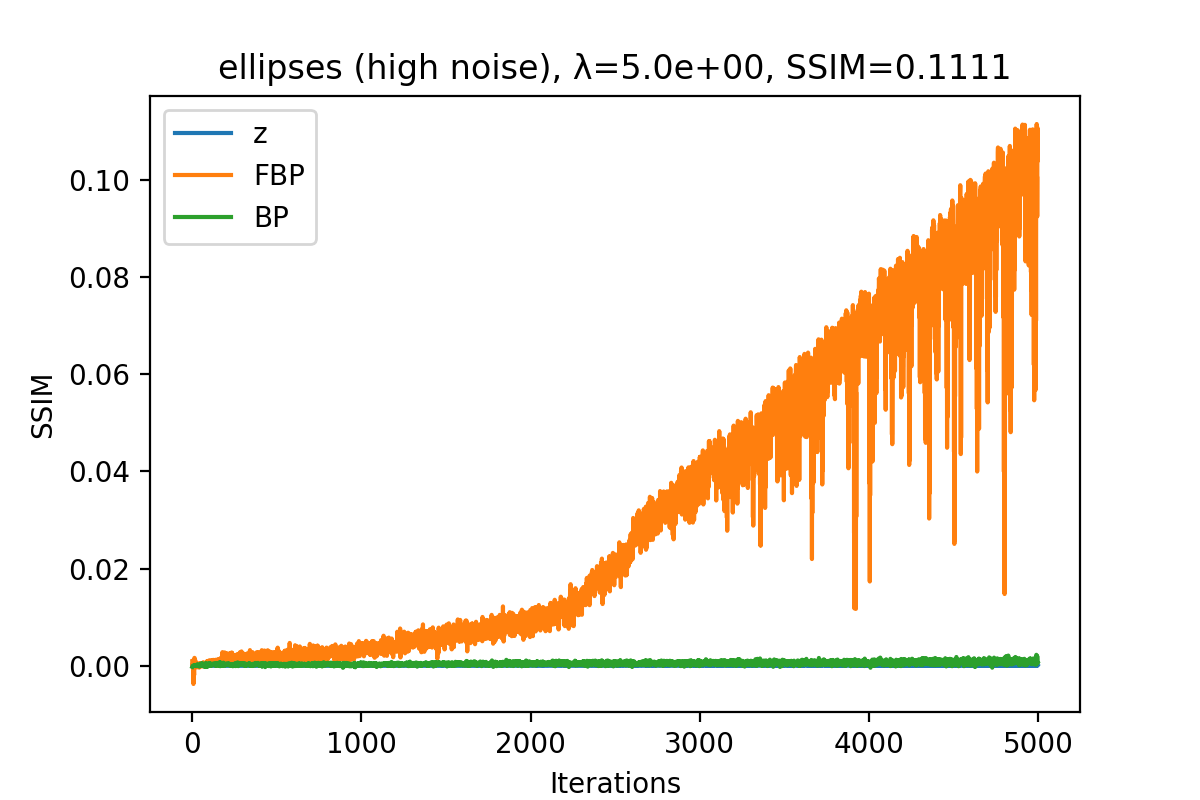 ellipses (high noise), λ=5.0e+00, SSIM=0.1111
z
FBP
BP
0.10
0.08
0.06
0.04
0.02
0.00
SSIM
0 1000 2000 3000 4000 5000
Iterations